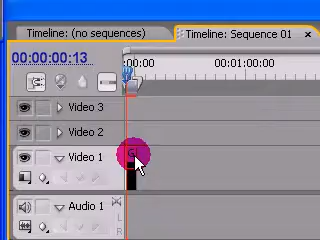 Timeline: (no sequences) Timeline: Sequence 01
00:00:00:13
:00:00 00:01:00:00
Video 3
Video 2
Video 1
Audio 1 L
R